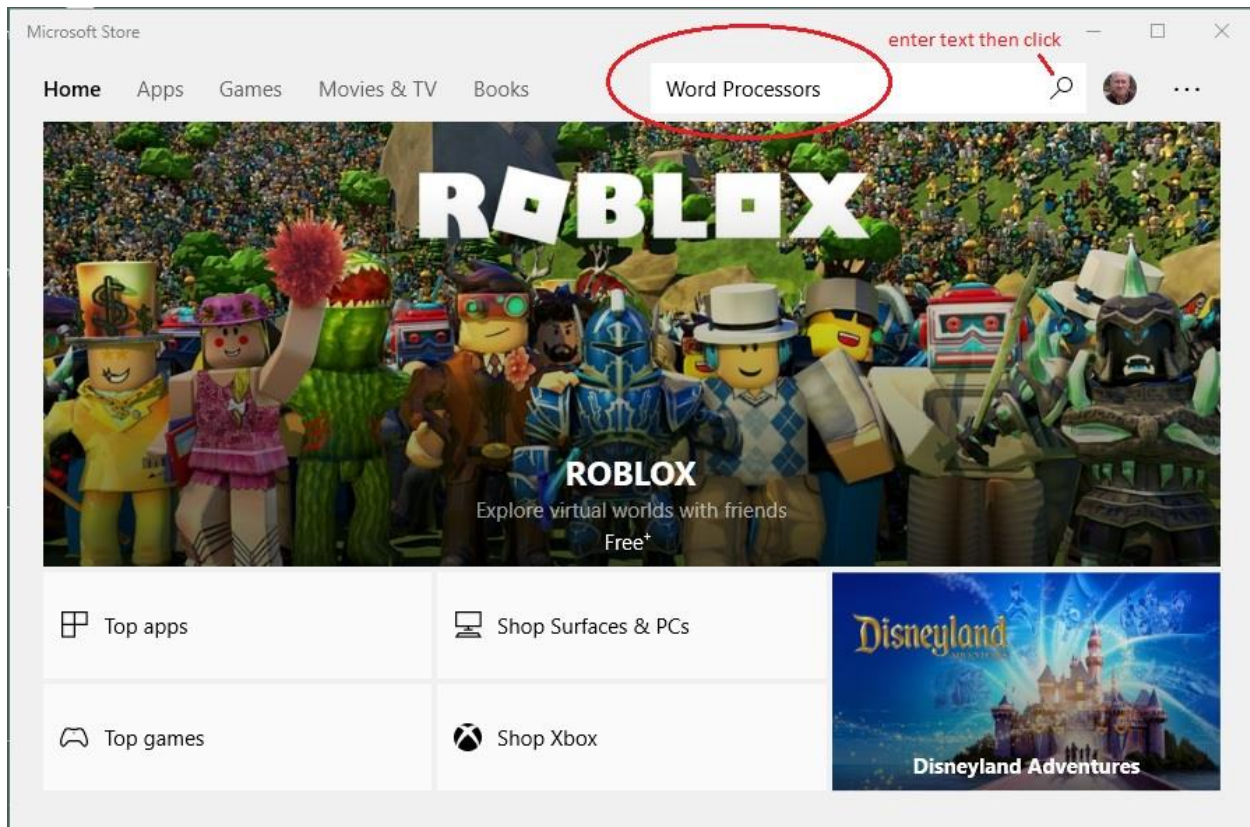 Microsoft Store
enter text then click
Home Apps Games Movies & TV Books
Word Processors
ROBLOX
ROBLOX
Explore virtual worlds with friends
Free⁺
Top apps
Shop Surfaces & PCs
Disneyland
ADVENTURES
Top games
Shop Xbox
Disneyland Adventures